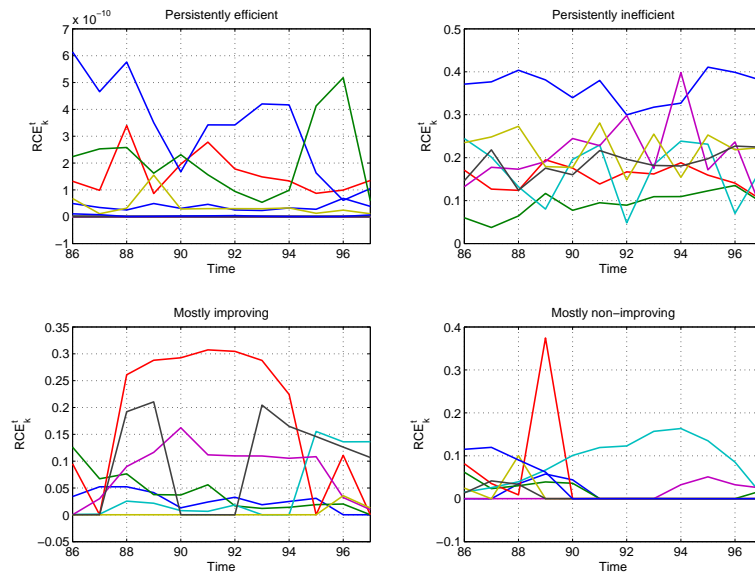 Persistently efficient
x 10^-10
7
6
5
4
3
2
1
0
−1
86 88 90 92 94 96
Time
RCE^t_k
Persistently inefficient
0.5
0.4
0.3
0.2
0.1
0
86 88 90 92 94 96
Time
RCE^t_k
Mostly improving
0.35
0.3
0.25
0.2
0.15
0.1
0.05
0
−0.05
86 88 90 92 94 96
Time
RCE^t_k
Mostly non−improving
0.4
0.3
0.2
0.1
0
−0.1
86 88 90 92 94 96
Time
RCE^t_k